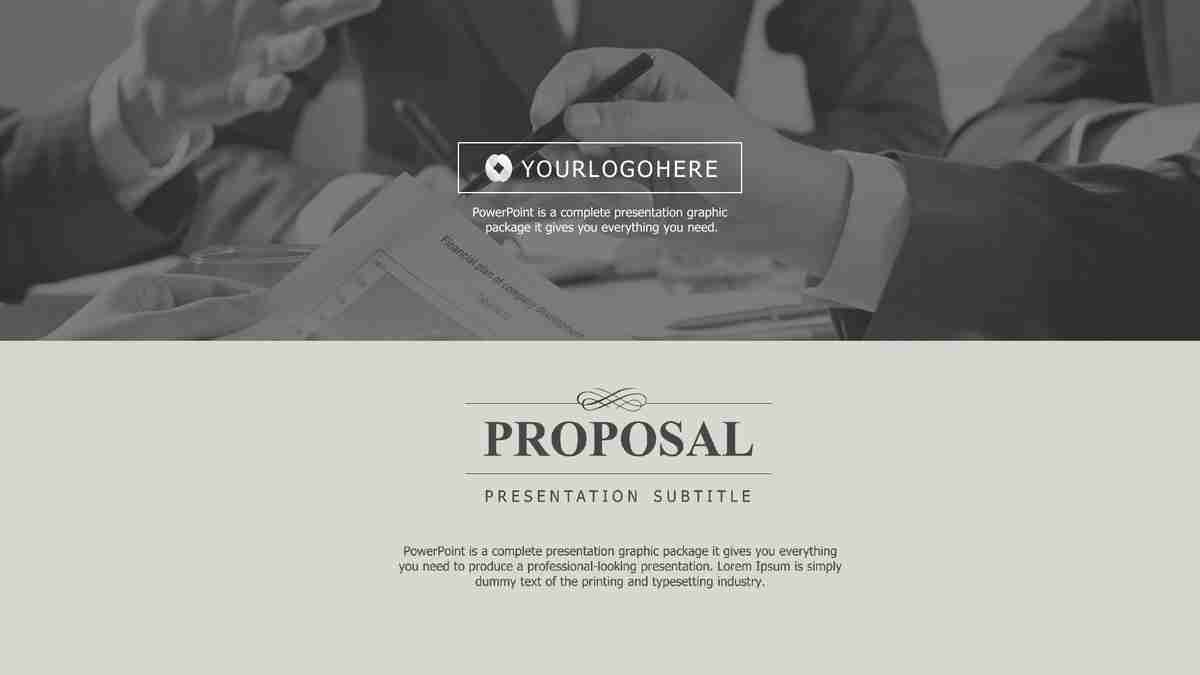 YOURLOGOHERE
PowerPoint is a complete presentation graphic
package it gives you everything you need.
Financial plan of company development
PROPOSAL
PRESENTATION SUBTITLE
PowerPoint is a complete presentation graphic package it gives you everything
you need to produce a professional-looking presentation. Lorem Ipsum is simply
dummy text of the printing and typesetting industry.